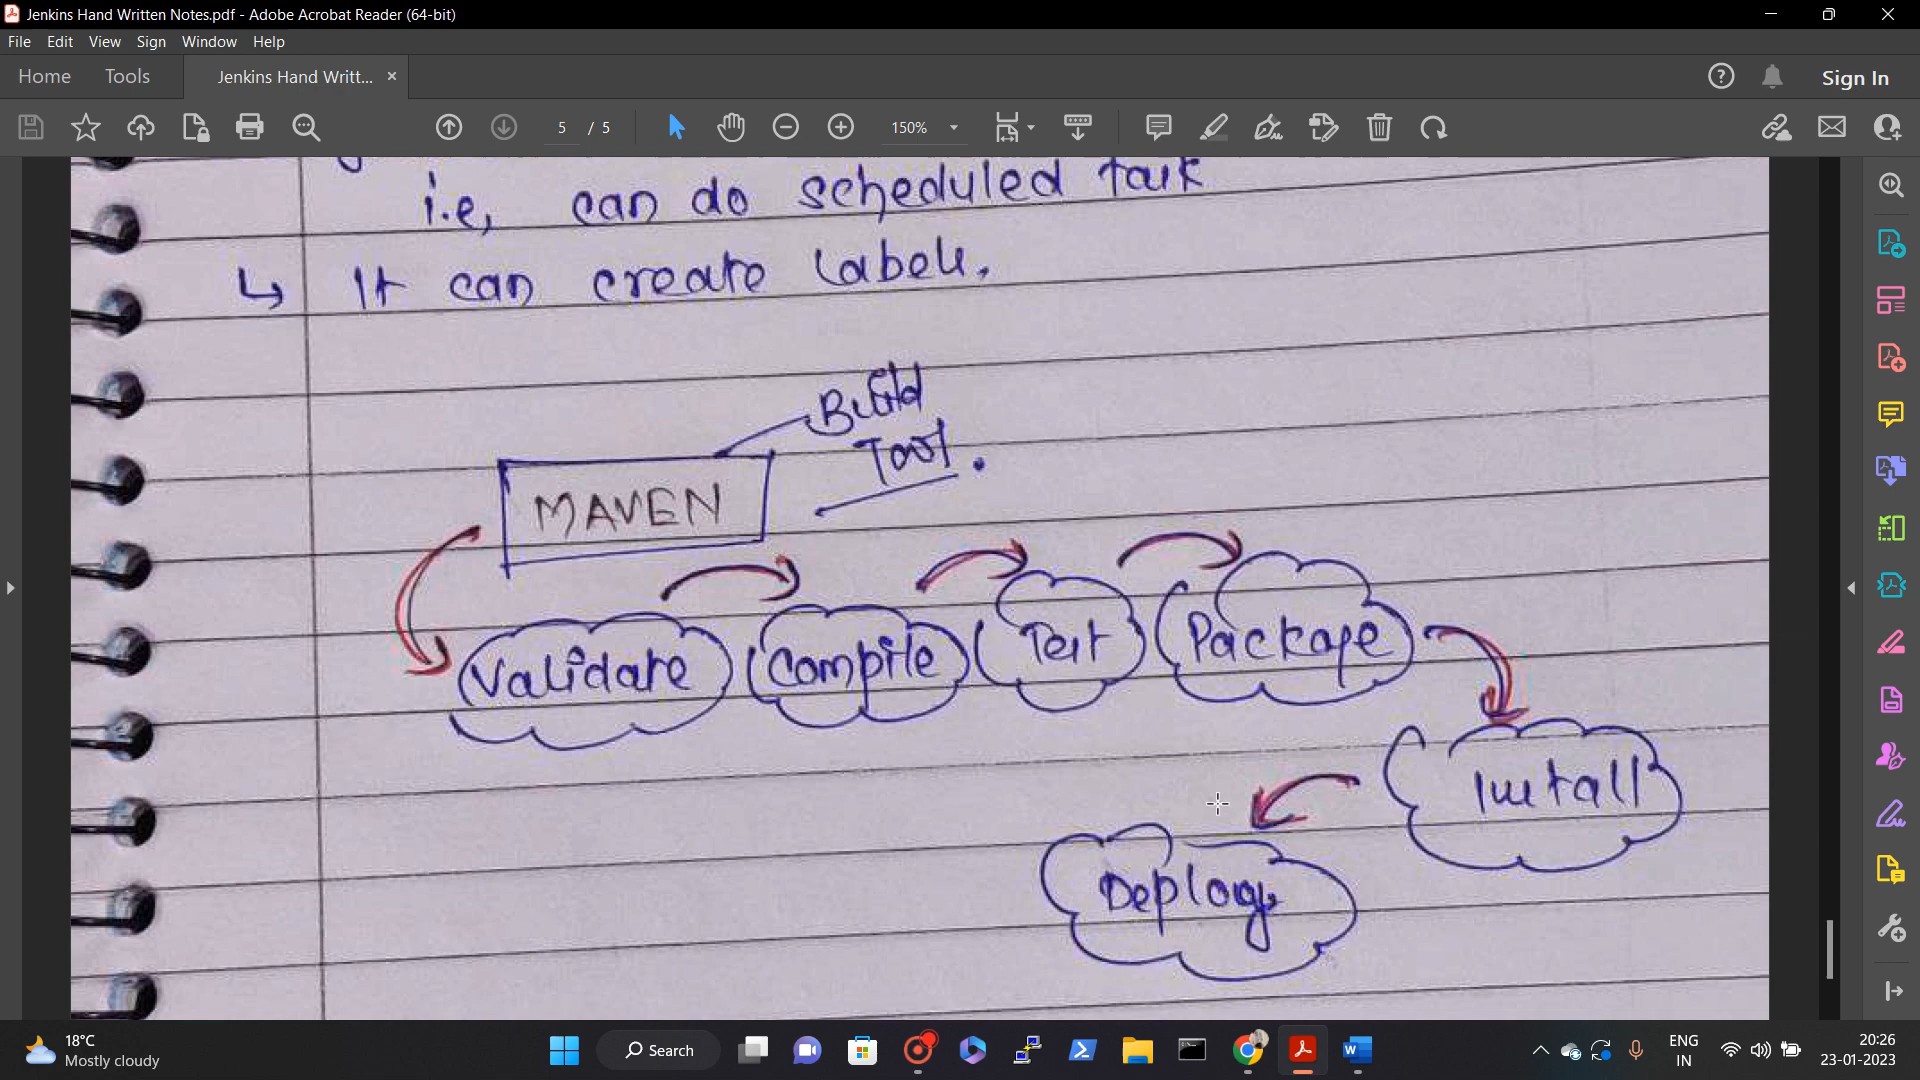 Jenkins Hand Written Notes.pdf - Adobe Acrobat Reader (64-bit)
File Edit View Sign Window Help
Home Tools Jenkins Hand Writt... × Sign In
5 / 5 150%
i.e, can do scheduled task
↳ It can create labels.
Build
Tool.
MAVEN
Validate Compile Test Package
Install
Deploy
18°C
Mostly cloudy
Search
ENG
IN
20:26
23-01-2023